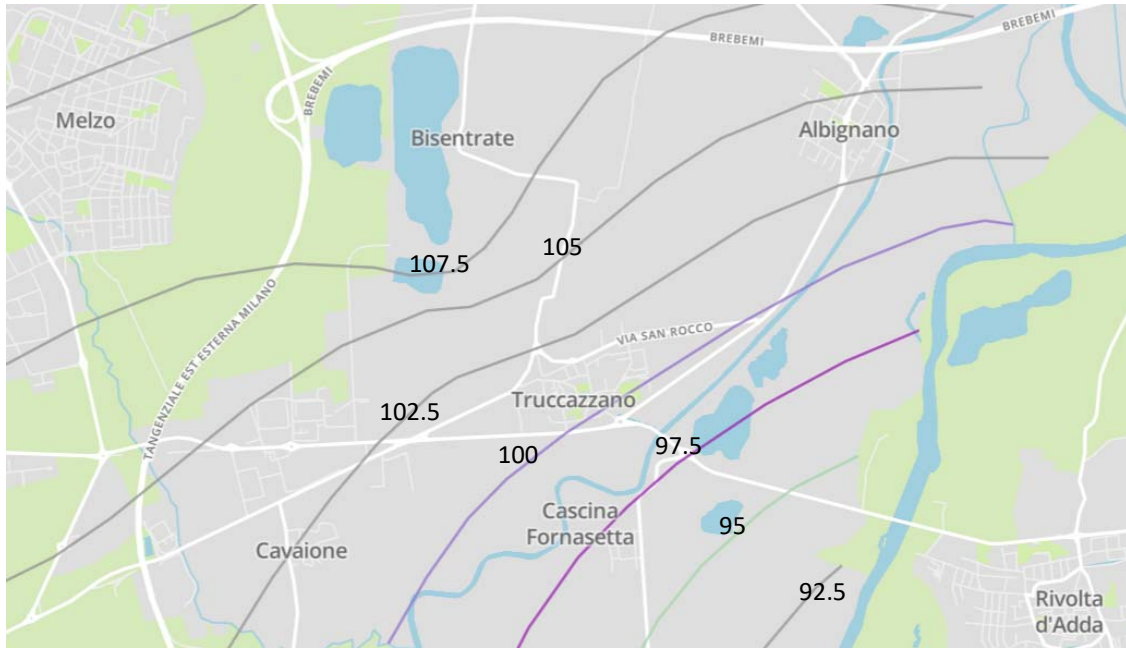 BREBEMI
BREBEMI
BREBEMI
Melzo
Bisentrate
Albignano
105
107.5
TANGENZIALE EST ESTERNA MILANO
VIA SAN ROCCO
Truccazzano
102.5
100
97.5
Cascina
Fornasetta
95
Cavaione
92.5
Rivolta
d'Adda